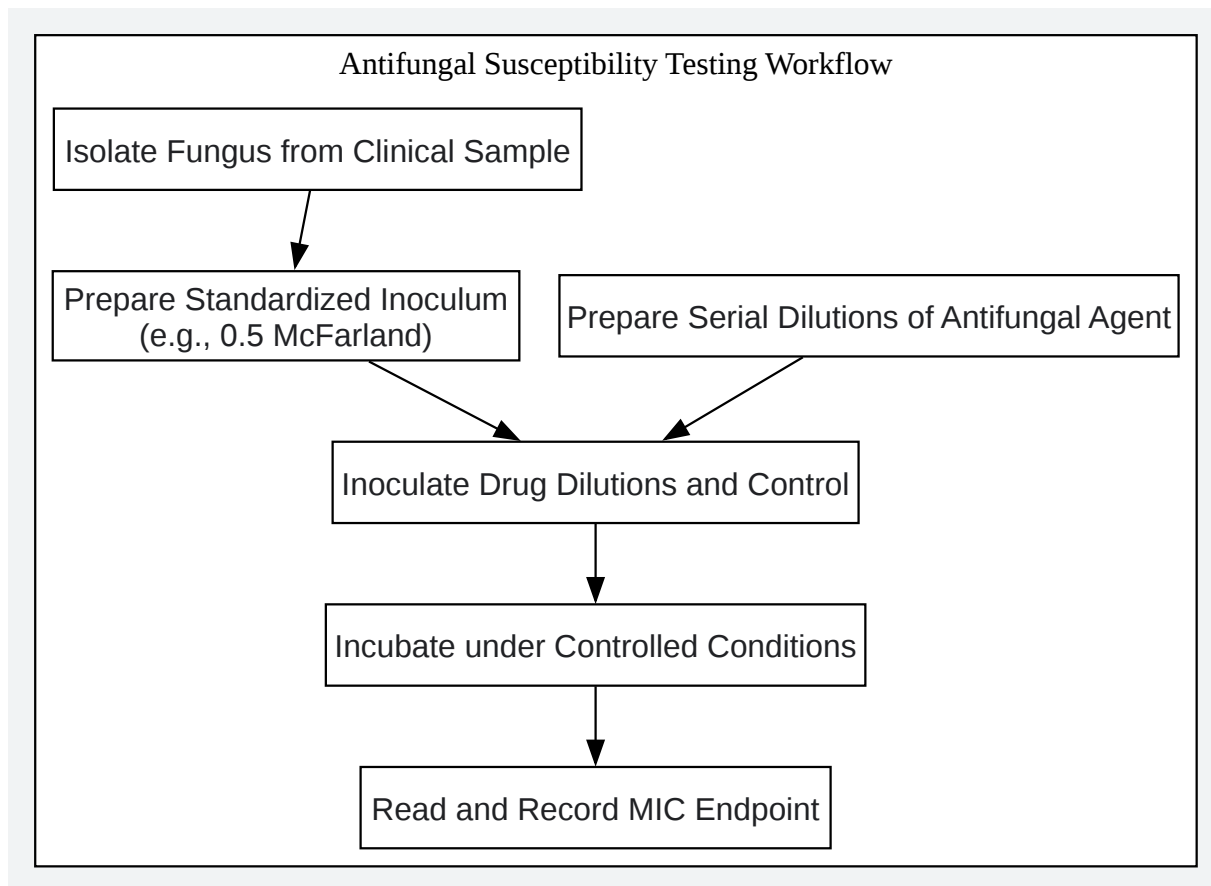 Antifungal Susceptibility Testing Workflow
Isolate Fungus from Clinical Sample
Prepare Standardized Inoculum
(e.g., 0.5 McFarland)
Prepare Serial Dilutions of Antifungal Agent
Inoculate Drug Dilutions and Control
Incubate under Controlled Conditions
Read and Record MIC Endpoint